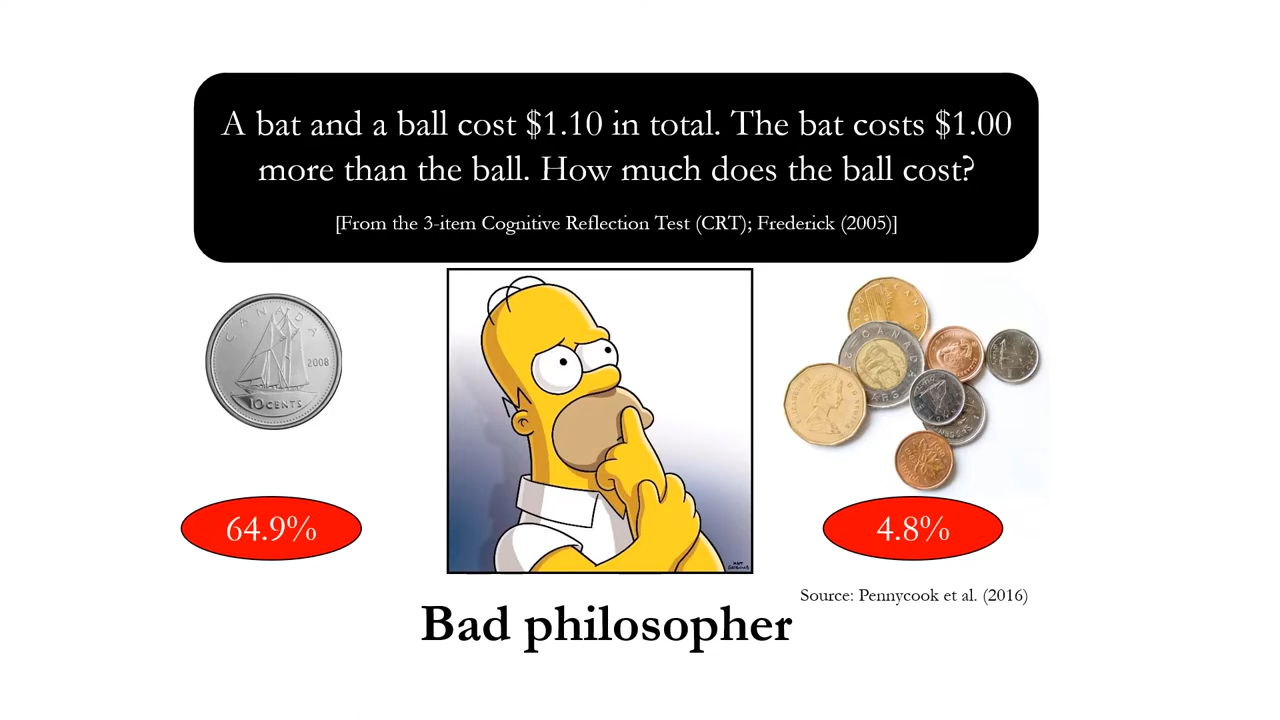 A bat and a ball cost $1.10 in total. The bat costs $1.00
more than the ball. How much does the ball cost?
[From the 3-item Cognitive Reflection Test (CRT); Frederick (2005)]
CANADA
2008
10 CENTS
64.9%
4.8%
Source: Pennycook et al. (2016)
Bad philosopher